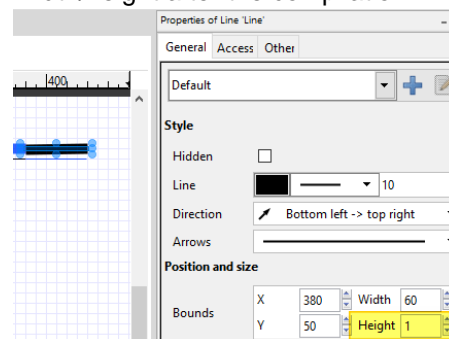 Properties of Line 'Line'
General Access Other
400
Default
Style
Hidden
Line 10
Direction Bottom left -> top right
Arrows
Position and size
Bounds
X 380 Width 60
Y 50 Height 1